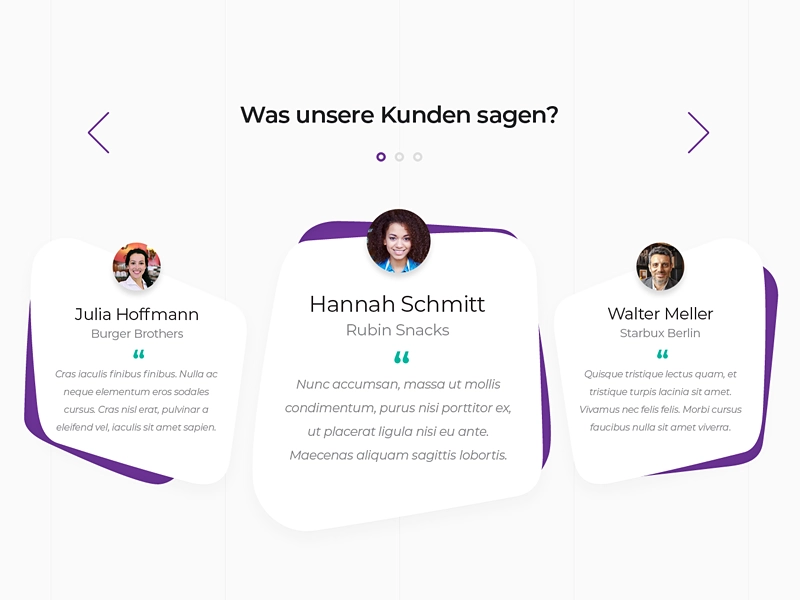 Was unsere Kunden sagen?
Julia Hoffmann
Burger Brothers
“
Cras iaculis finibus finibus. Nulla ac
neque elementum eros sodales
cursus. Cras nisl erat, pulvinar a
eleifend vel, iaculis sit amet sapien.
Hannah Schmitt
Rubin Snacks
“
Nunc accumsan, massa ut mollis
condimentum, purus nisi porttitor ex,
ut placerat ligula nisi eu ante.
Maecenas aliquam sagittis lobortis.
Walter Meller
Starbux Berlin
“
Quisque tristique lectus quam, et
tristique turpis lacinia sit amet.
Vivamus nec felis felis. Morbi cursus
faucibus nulla sit amet viverra.